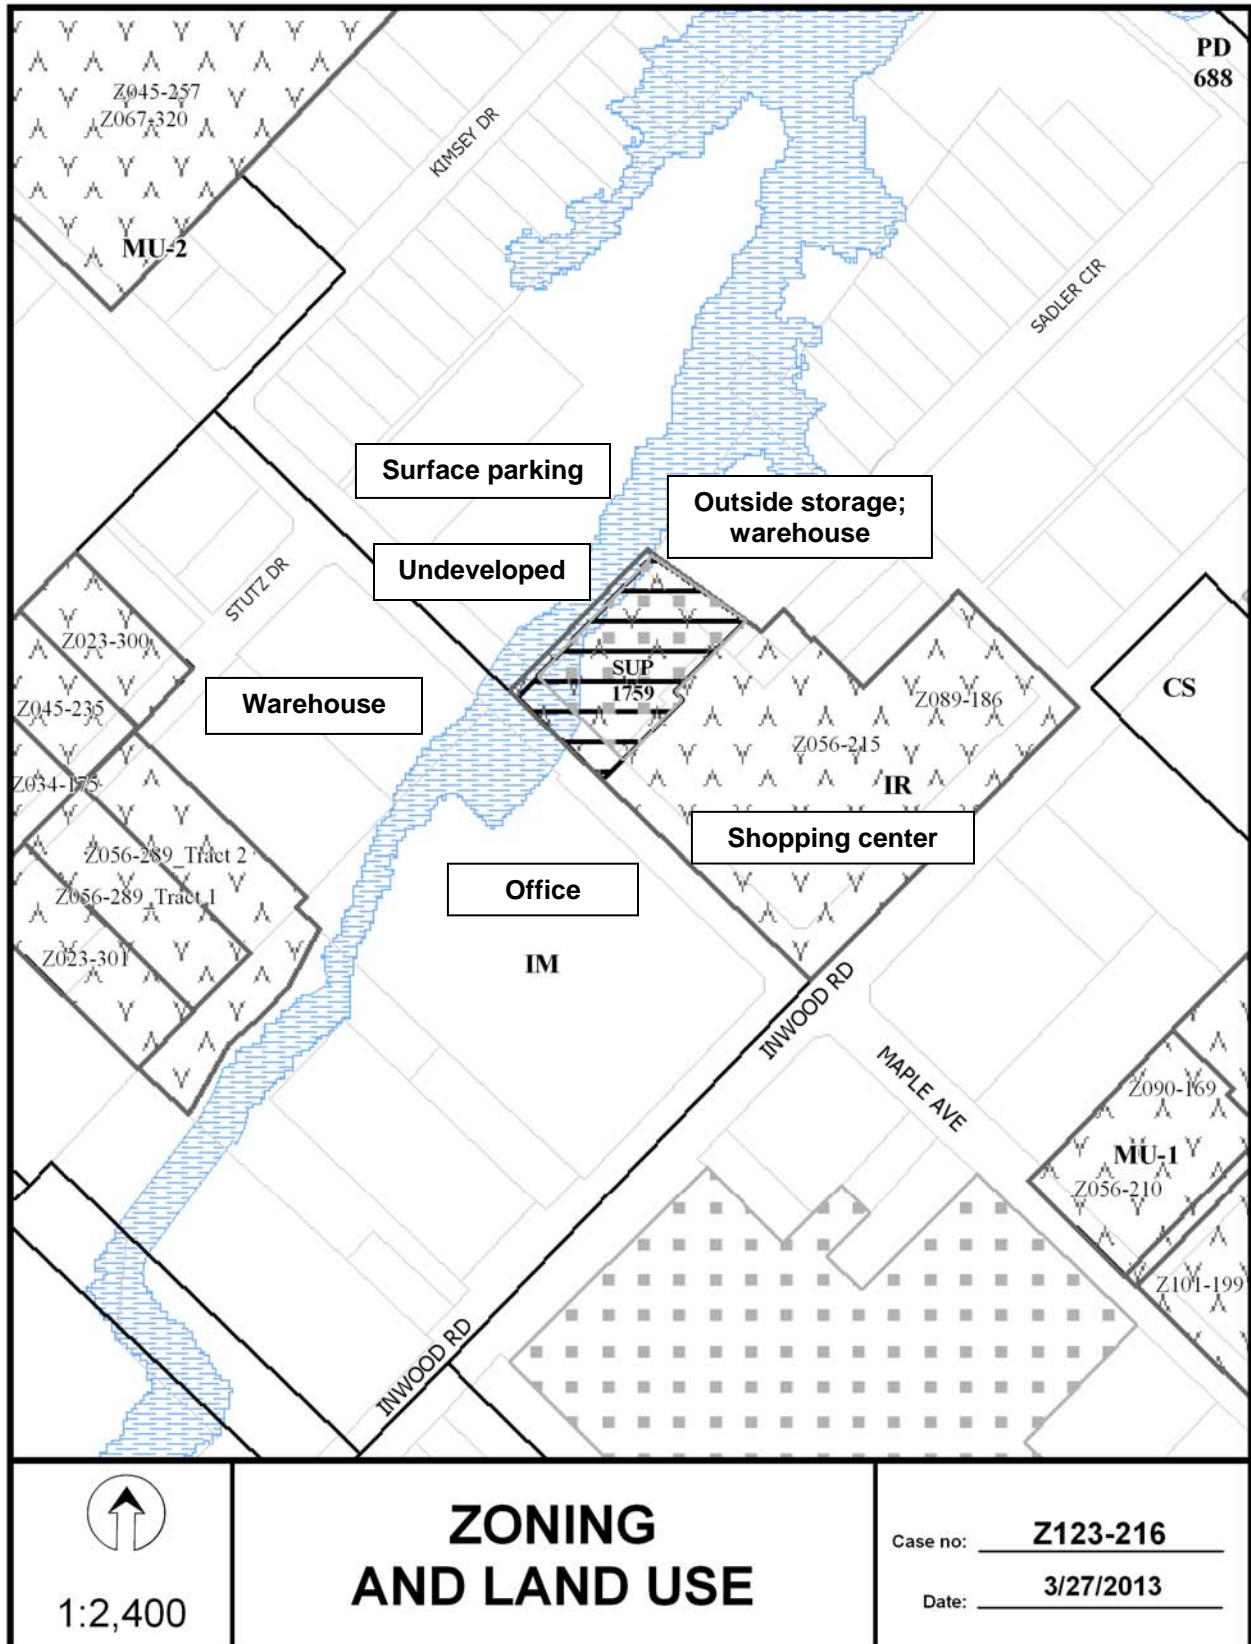 PD
688
Z045-257
Z067-320
KIMSEY DR
MU-2
SADLER CIR
Surface parking
Outside storage;
warehouse
Undeveloped
STUTZ DR
Z023-300
SUP
1759
CS
Warehouse
Z045-235
Z089-186
Z056-215
Z034-175
IR
Shopping center
Z056-289_Tract 2
Office
Z056-289_Tract 1
Z023-301
IM
INWOOD RD
MAPLE AVE
Z090-169
MU-1
Z056-210
Z101-199
INWOOD RD
1:2,400
ZONING
AND LAND USE
Case no: Z123-216
Date: 3/27/2013